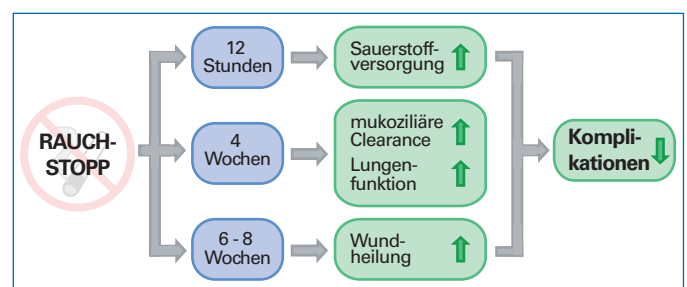 RAUCH-
STOPP
12
Stunden
Sauerstoff-
versorgung
4
Wochen
mukoziliäre
Clearance
Lungen-
funktion
6 - 8
Wochen
Wund-
heilung
Kompli-
kationen